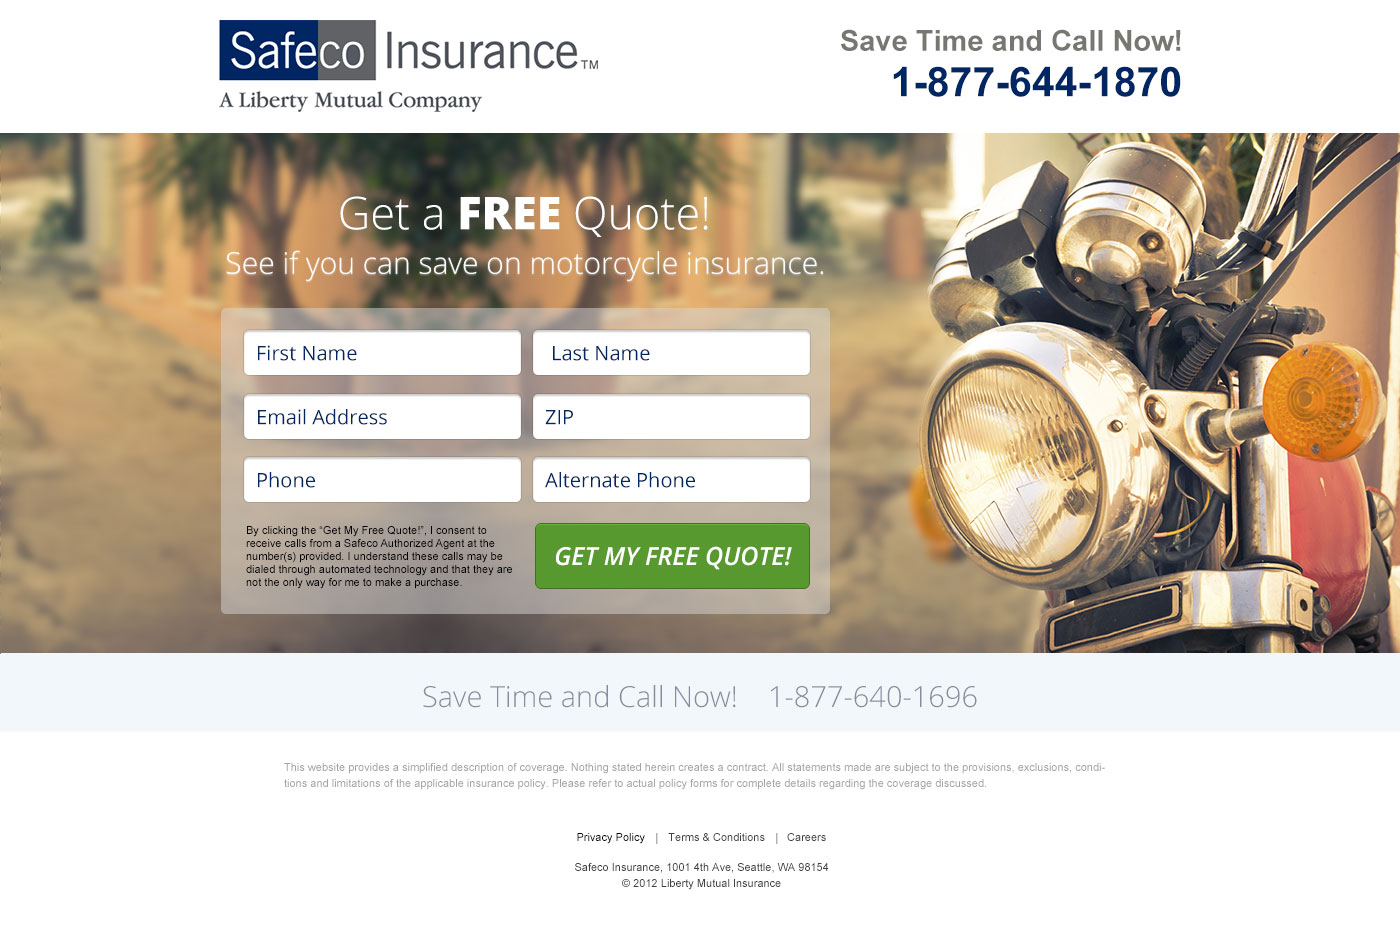 Safeco Insurance™
A Liberty Mutual Company
Save Time and Call Now!
1-877-644-1870
Get a FREE Quote!
See if you can save on motorcycle insurance.
First Name
Last Name
Email Address
ZIP
Phone
Alternate Phone
By clicking the “Get My Free Quote!”, I consent to
receive calls from a Safeco Authorized Agent at the
number(s) provided. I understand these calls may be
dialed through automated technology and that they are
not the only way for me to make a purchase.
GET MY FREE QUOTE!
Save Time and Call Now! 1-877-640-1696
This website provides a simplified description of coverage. Nothing stated herein creates a contract. All statements made are subject to the provisions, exclusions, condi-
tions and limitations of the applicable insurance policy. Please refer to actual policy forms for complete details regarding the coverage discussed.
Privacy Policy | Terms & Conditions | Careers
Safeco Insurance, 1001 4th Ave, Seattle, WA 98154
© 2012 Liberty Mutual Insurance